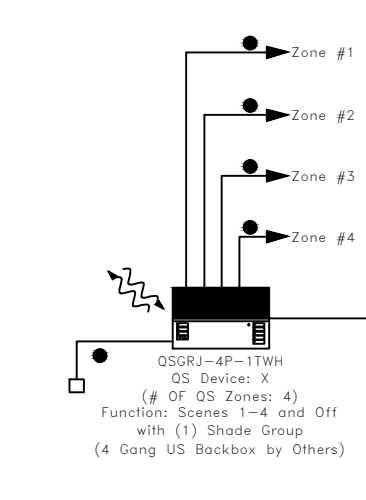 Zone #1
Zone #2
Zone #3
Zone #4
QSGRJ-4P-1TWH
QS Device: X
(# OF QS Zones: 4)
Function: Scenes 1-4 and Off
with (1) Shade Group
(4 Gang US Backbox by Others)